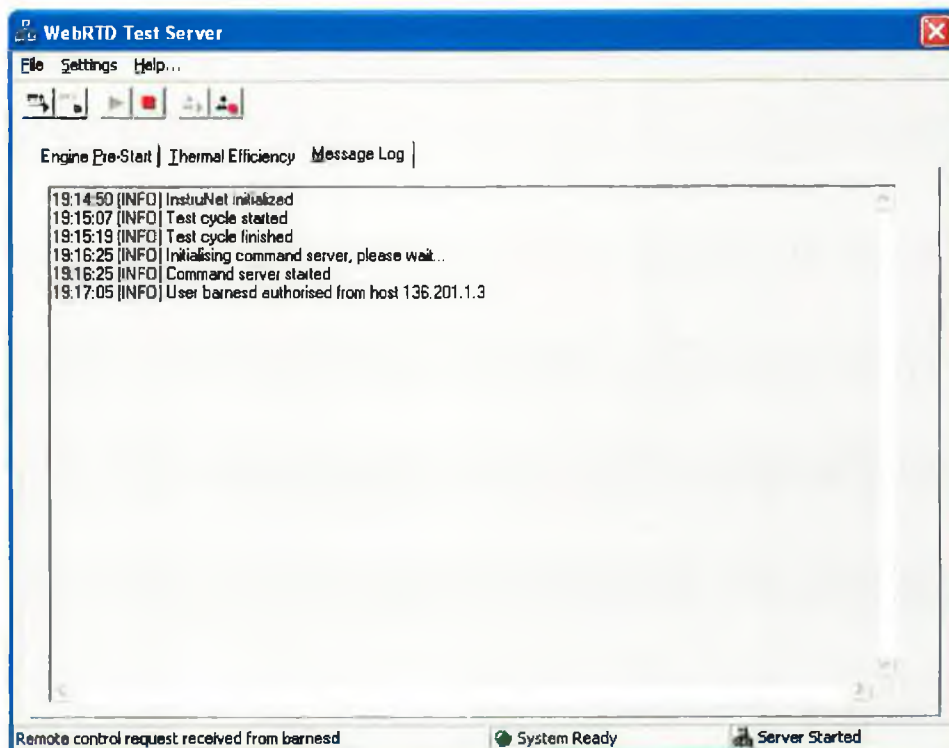 WebRTD Test Server
File Settings Help...
Engine Pre-Start Thermal Efficiency Message Log
19:14:50 [INFO] InstruNet initialized
19:15:07 [INFO] Test cycle started
19:15:19 [INFO] Test cycle finished
19:16:25 [INFO] Initialising command server, please wait...
19:16:25 [INFO] Command server started
19:17:05 [INFO] User barnesd authorised from host 136.201.1.3
Remote control request received from barnesd System Ready Server Started